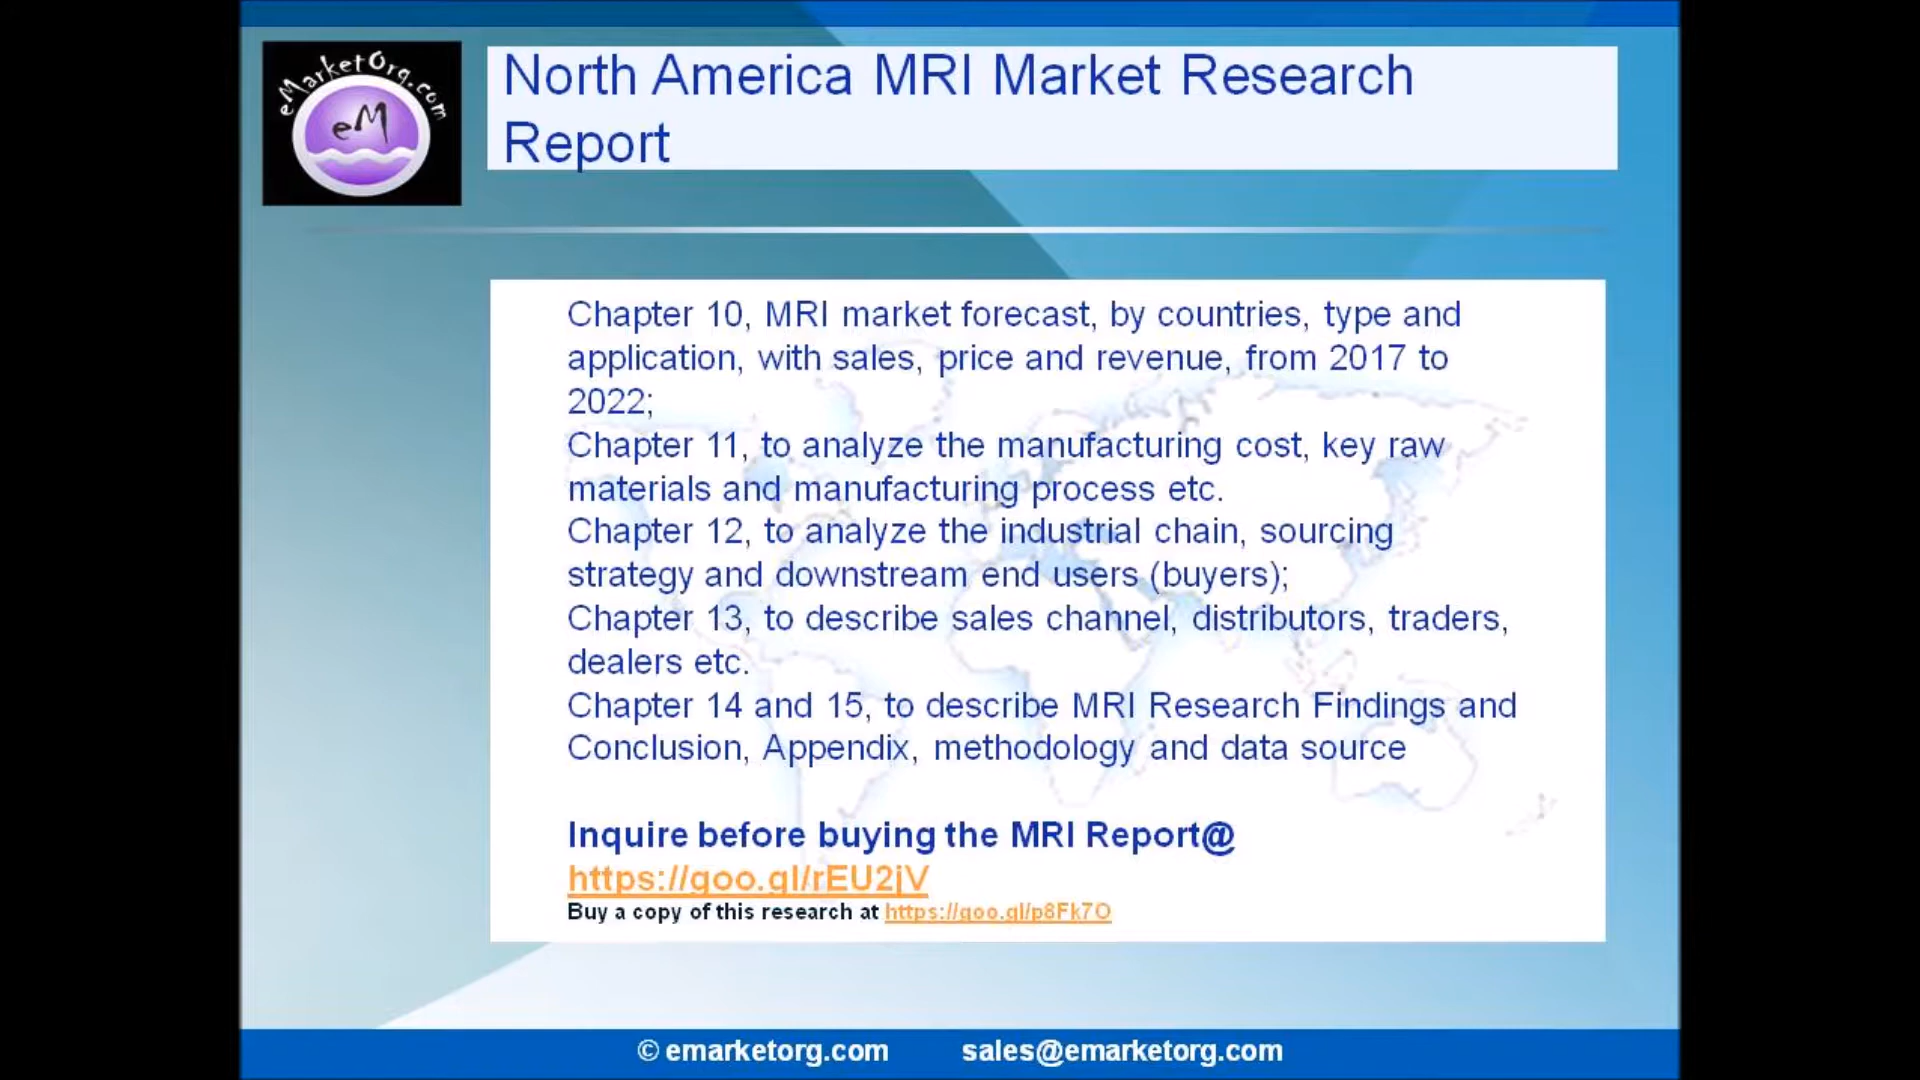 eMarketOrg.com
eM
North America MRI Market Research
Report
Chapter 10, MRI market forecast, by countries, type and
application, with sales, price and revenue, from 2017 to
2022;
Chapter 11, to analyze the manufacturing cost, key raw
materials and manufacturing process etc.
Chapter 12, to analyze the industrial chain, sourcing
strategy and downstream end users (buyers);
Chapter 13, to describe sales channel, distributors, traders,
dealers etc.
Chapter 14 and 15, to describe MRI Research Findings and
Conclusion, Appendix, methodology and data source
Inquire before buying the MRI Report@
https://goo.gl/rEU2jV
Buy a copy of this research at https://goo.gl/p8Fk7O
© emarketorg.com sales@emarketorg.com